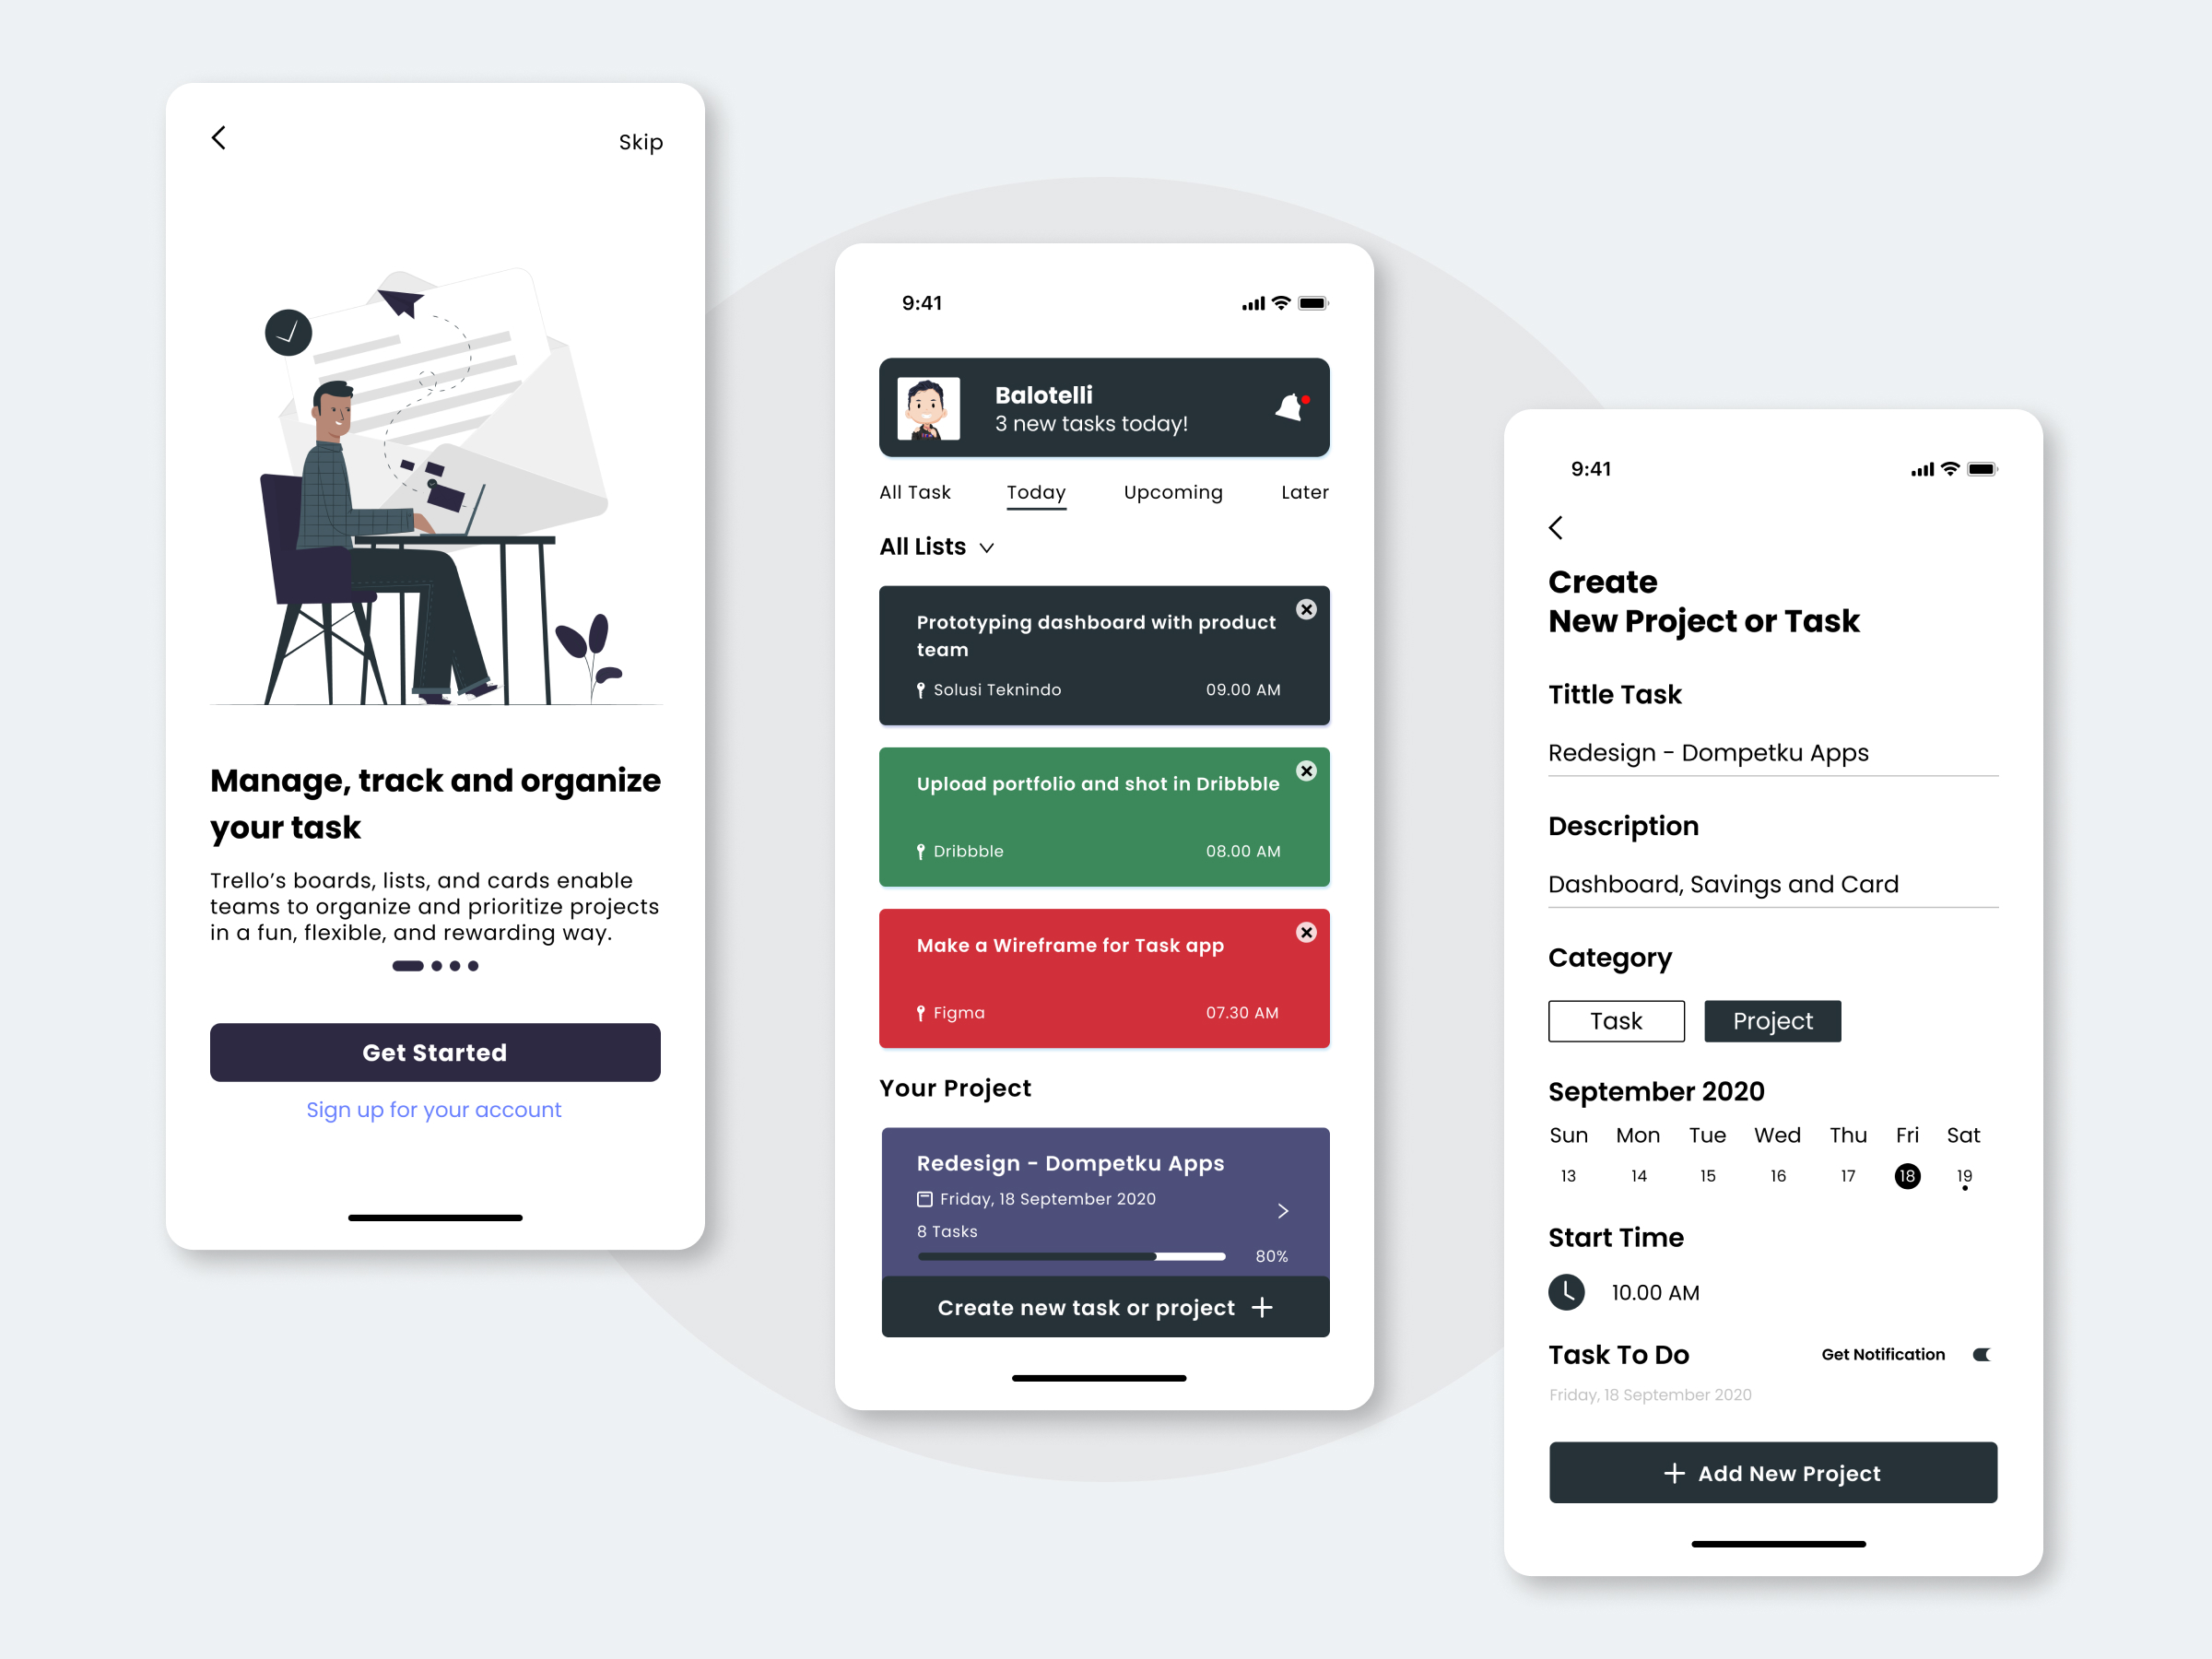 Skip
Manage, track and organize
your task
Trello’s boards, lists, and cards enable
teams to organize and prioritize projects
in a fun, flexible, and rewarding way.
Get Started
Sign up for your account
9:41
Balotelli
3 new tasks today!
All Task Today Upcoming Later
All Lists
Prototyping dashboard with product
team
Solusi Teknindo 09.00 AM
Upload portfolio and shot in Dribbble
Dribbble 08.00 AM
Make a Wireframe for Task app
Figma 07.30 AM
Your Project
Redesign - Dompetku Apps
Friday, 18 September 2020
8 Tasks
80%
Create new task or project
9:41
Create
New Project or Task
Tittle Task
Redesign - Dompetku Apps
Description
Dashboard, Savings and Card
Category
Task Project
September 2020
Sun Mon Tue Wed Thu Fri Sat
13 14 15 16 17 18 19
Start Time
10.00 AM
Task To Do Get Notification
Friday, 18 September 2020
Add New Project